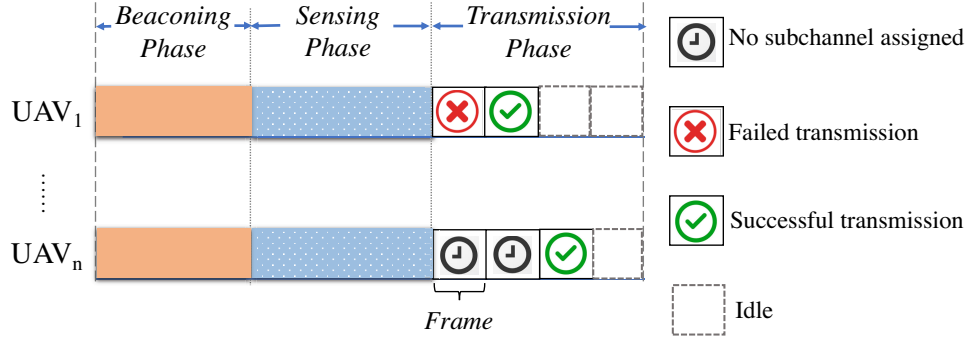 Beaconing Phase
Sensing Phase
Transmission Phase
No subchannel assigned
UAV1
Failed transmission
......
Successful transmission
UAVn
Frame
Idle